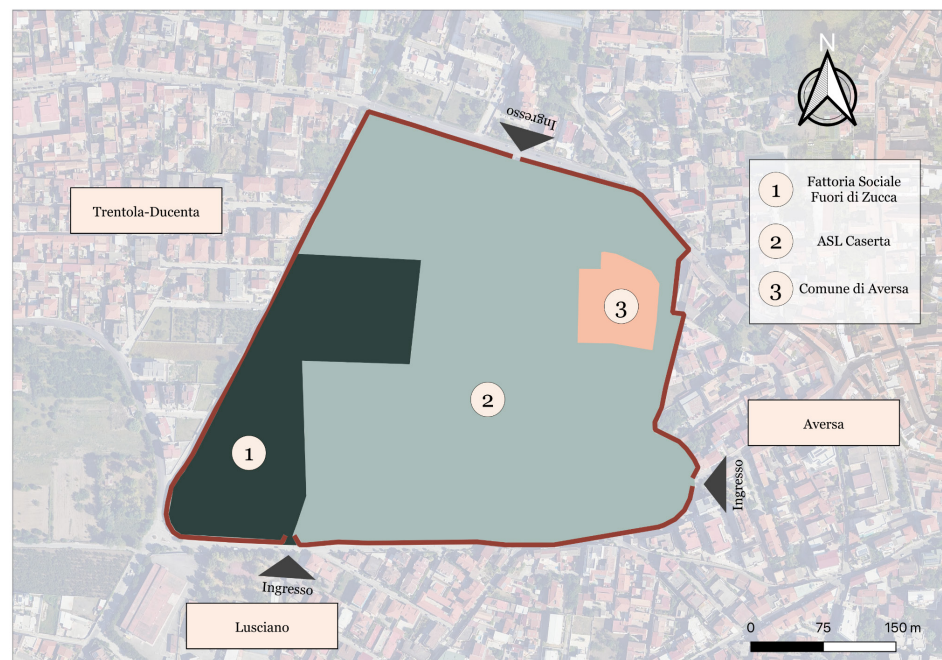 N
Ingresso
1
Fattoria Sociale
Fuori di Zucca
2
ASL Caserta
3
Comune di Aversa
Trentola-Ducenta
3
2
1
Aversa
Ingresso
Ingresso
Lusciano
0 75 150 m